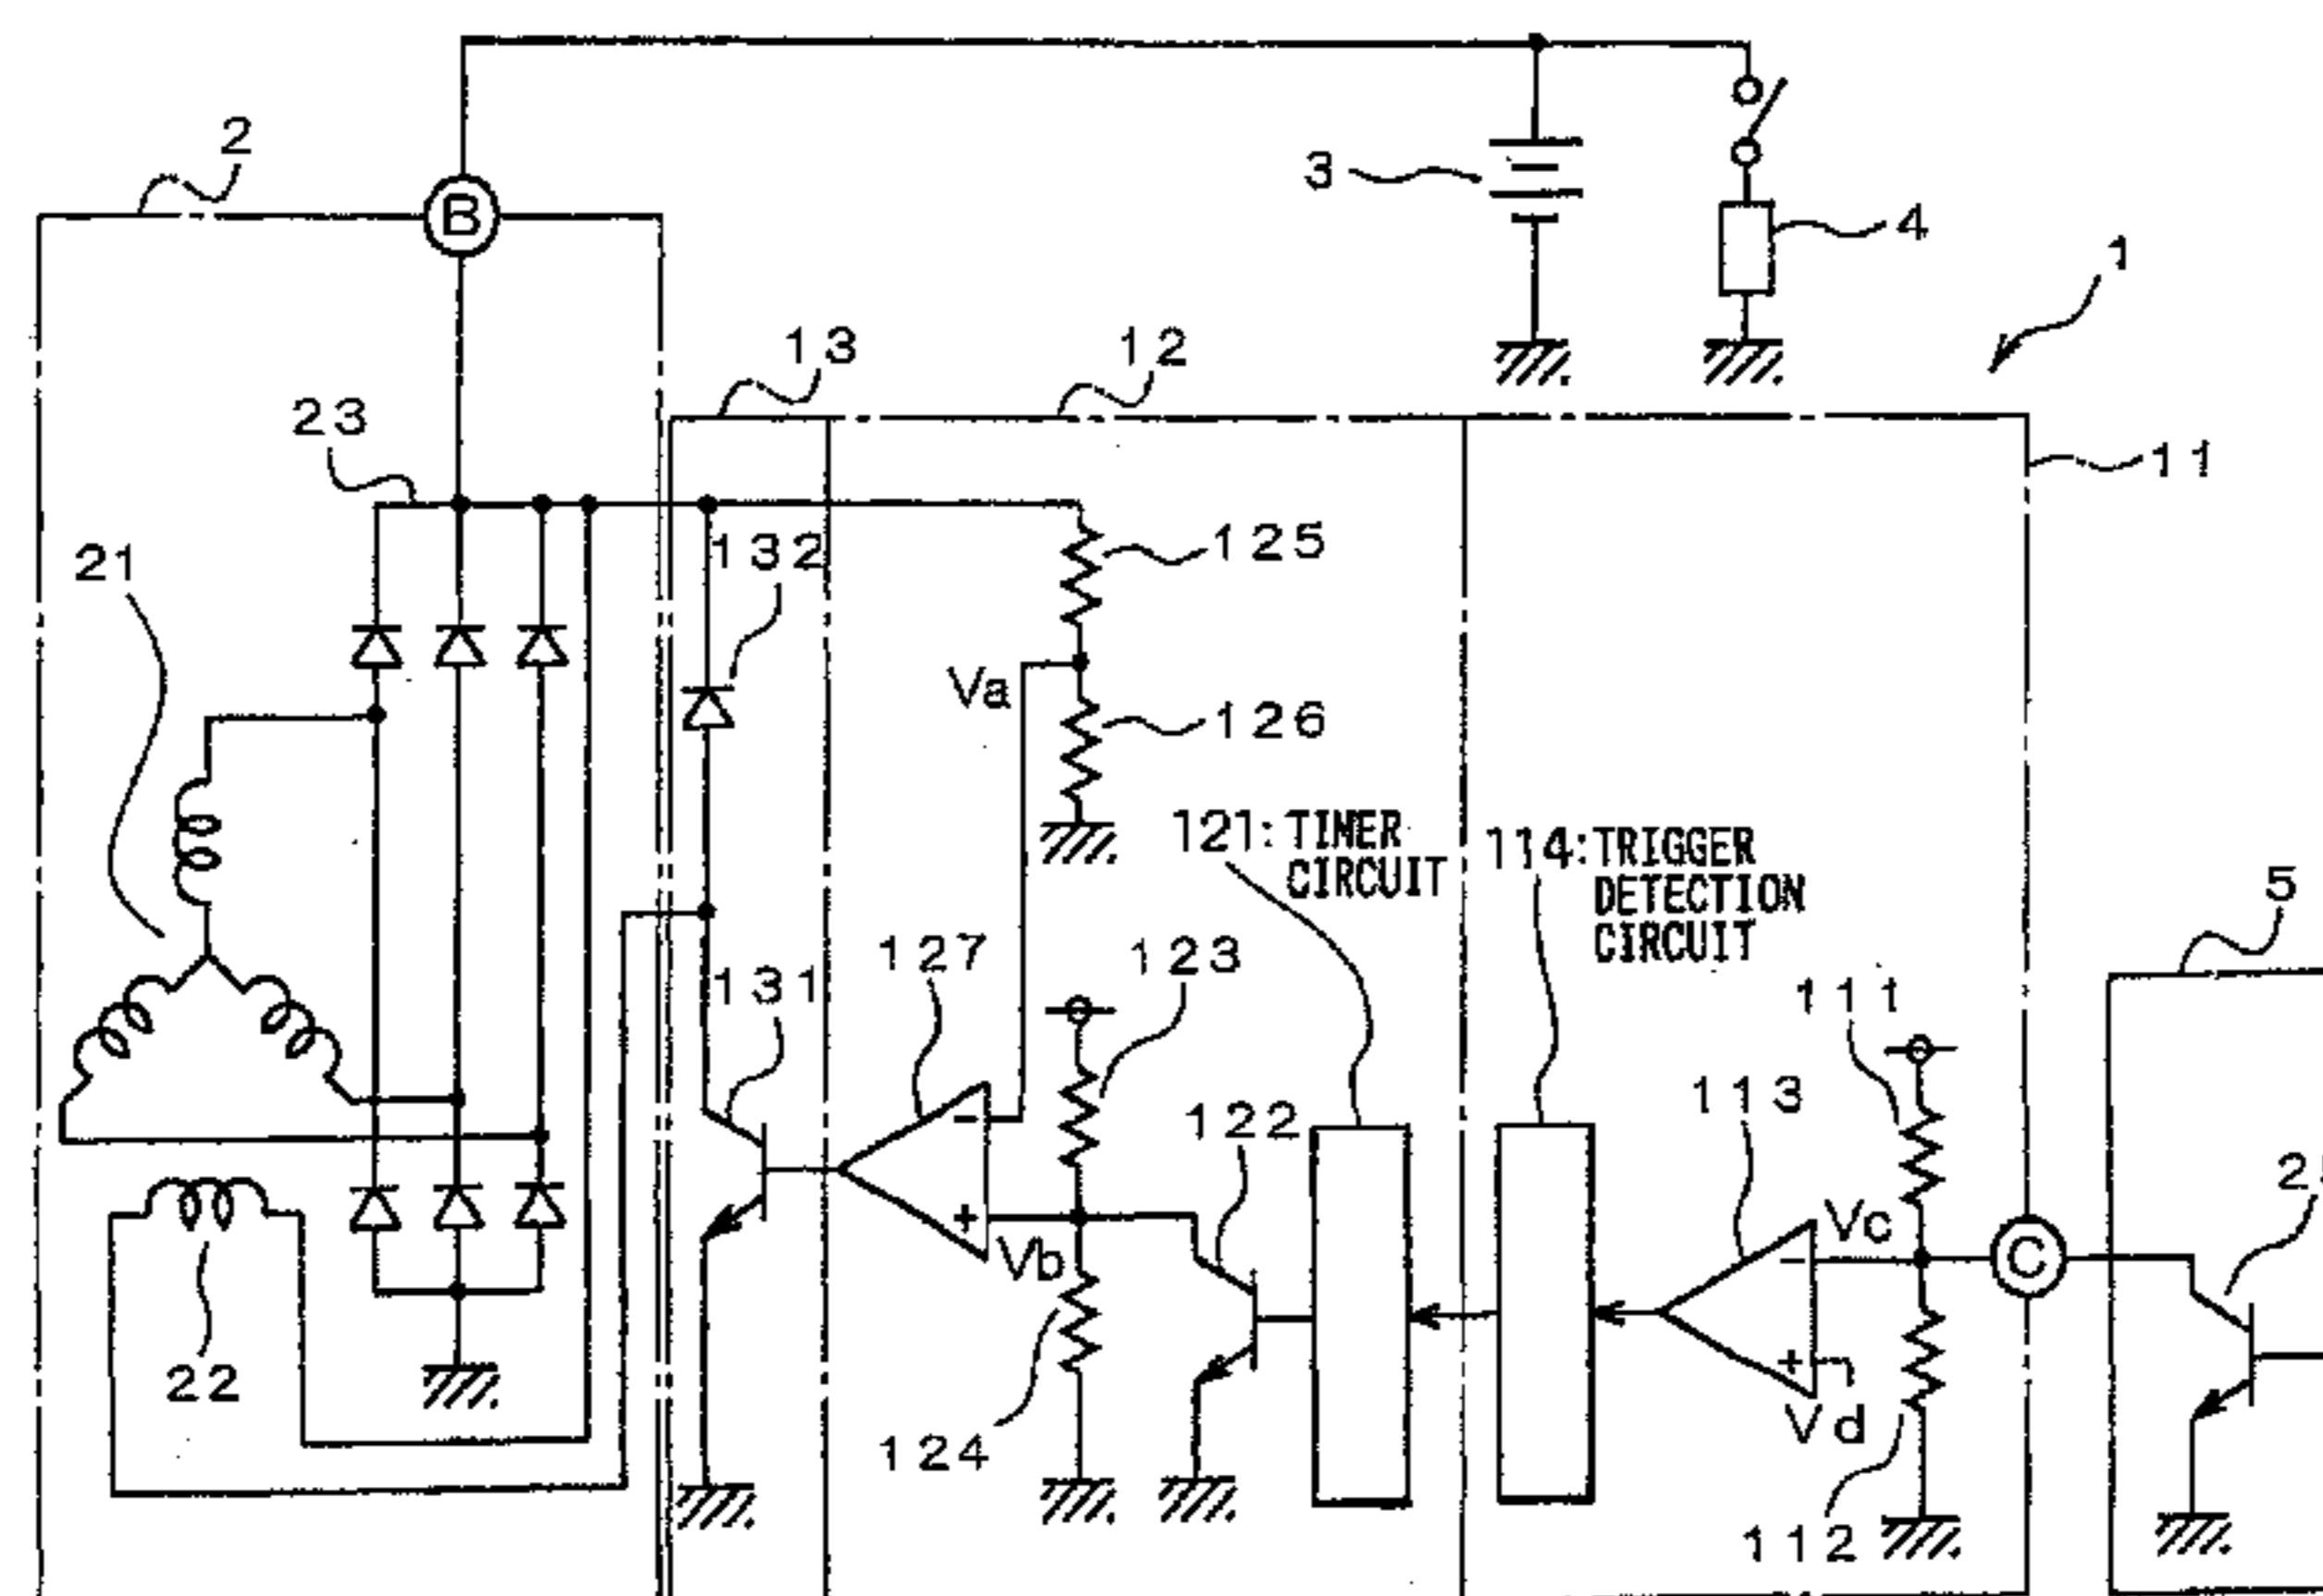 2
B
3
4
1
13
12
23
11
21
132
125
Va
126
121: TIMER
CIRCUIT
114: TRIGGER
DETECTION
CIRCUIT
5
127
123
131
111
122
113
Vc
C
Vb
22
124
Vd
112
-
+
-
+